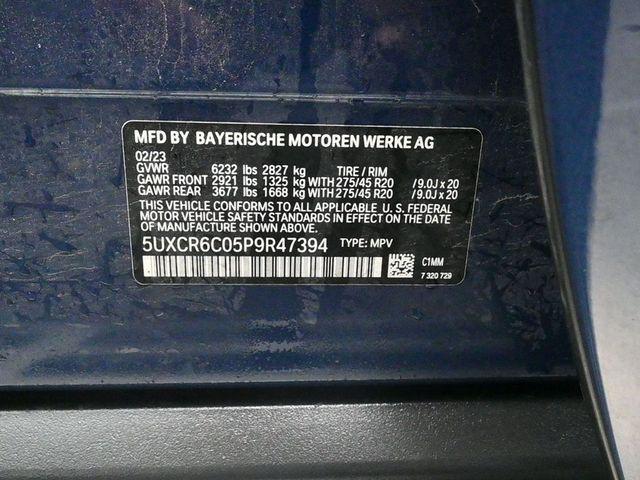 MFD BY BAYERISCHE MOTOREN WERKE AG
02/23
GVWR 6232 lbs 2827 kg TIRE / RIM
GAWR FRONT 2921 lbs 1325 kg WITH 275/45 R20 /9.0J x 20
GAWR REAR 3677 lbs 1668 kg WITH 275/45 R20 /9.0J x 20
THIS VEHICLE CONFORMS TO ALL APPLICABLE U. S. FEDERAL
MOTOR VEHICLE SAFETY STANDARDS IN EFFECT ON THE DATE
OF MANUFACTURE SHOWN ABOVE.
5UXCR6C05P9R47394 TYPE: MPV
C1MM
7 320 729